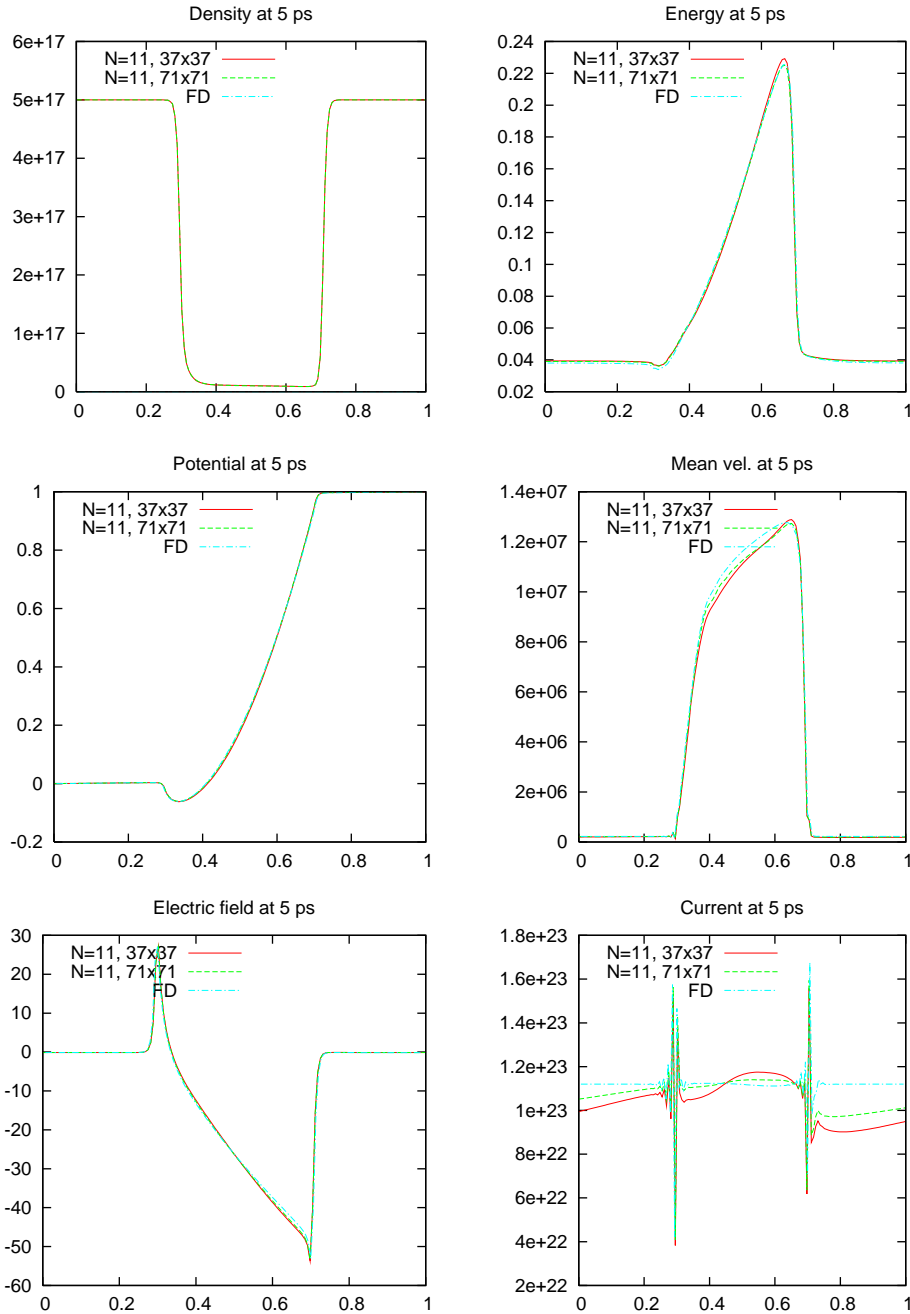 Density at 5 ps
6e+17
5e+17
4e+17
3e+17
2e+17
1e+17
0
N=11, 37x37
N=11, 71x71
FD
0 0.2 0.4 0.6 0.8 1
Energy at 5 ps
0.24
0.22
0.2
0.18
0.16
0.14
0.12
0.1
0.08
0.06
0.04
0.02
N=11, 37x37
N=11, 71x71
FD
0 0.2 0.4 0.6 0.8 1
Potential at 5 ps
1
0.8
0.6
0.4
0.2
0
-0.2
N=11, 37x37
N=11, 71x71
FD
0 0.2 0.4 0.6 0.8 1
Mean vel. at 5 ps
1.4e+07
1.2e+07
1e+07
8e+06
6e+06
4e+06
2e+06
0
N=11, 37x37
N=11, 71x71
FD
0 0.2 0.4 0.6 0.8 1
Electric field at 5 ps
30
20
10
0
-10
-20
-30
-40
-50
-60
N=11, 37x37
N=11, 71x71
FD
0 0.2 0.4 0.6 0.8 1
Current at 5 ps
1.8e+23
1.6e+23
1.4e+23
1.2e+23
1e+23
8e+22
6e+22
4e+22
2e+22
N=11, 37x37
N=11, 71x71
FD
0 0.2 0.4 0.6 0.8 1